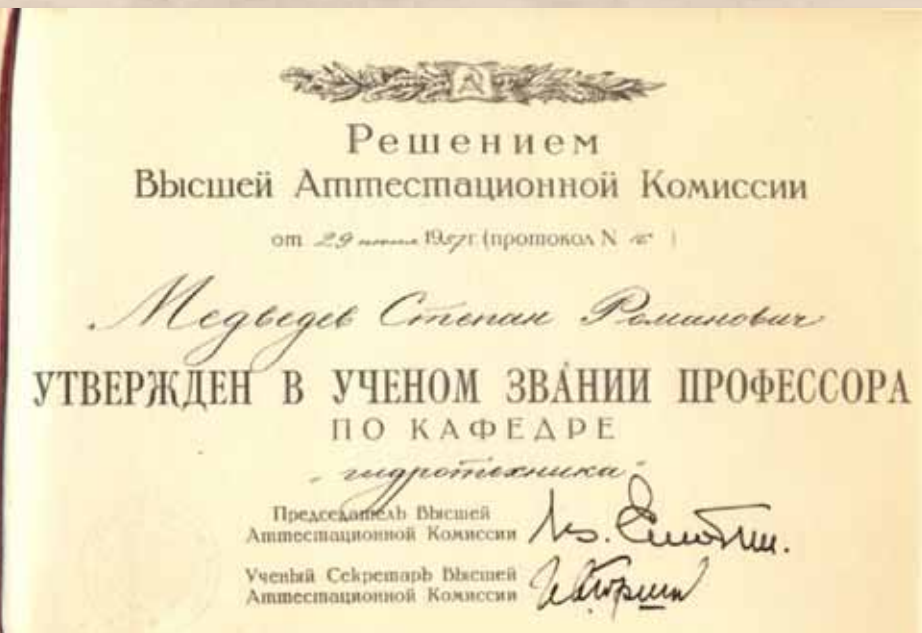 Решением
Высшей Аттестационной Комиссии
от 29 июня 1957 г. (протокол N )
Медведев Степан Романович
УТВЕРЖДЕН В УЧЕНОМ ЗВАНИИ ПРОФЕССОРА
ПО КАФЕДРЕ
"гидротехника"
Председатель Высшей
Аттестационной Комиссии
Ученый Секретарь Высшей
Аттестационной Комиссии